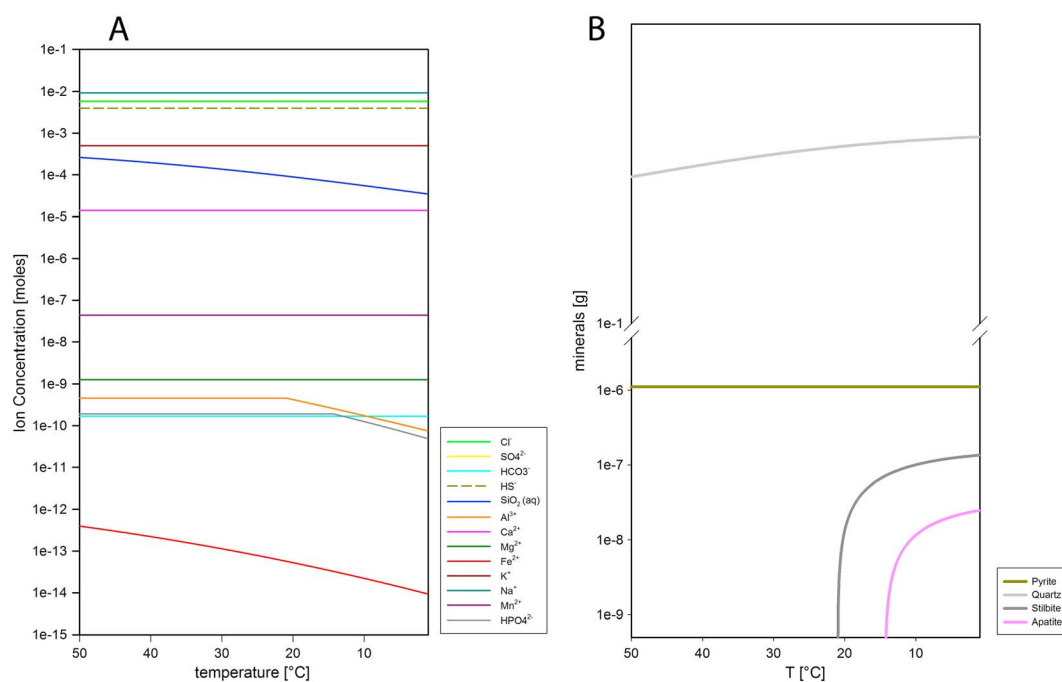 A
1e-1
1e-2
1e-3
1e-4
1e-5
1e-6
1e-7
1e-8
1e-9
1e-10
1e-11
1e-12
1e-13
1e-14
1e-15
Ion Concentration [moles]
50 40 30 20 10
temperature [°C]
Cl⁻
SO4²⁻
HCO3⁻
HS⁻
SiO₂ (aq)
Al³⁺
Ca²⁺
Mg²⁺
Fe²⁺
K⁺
Na⁺
Mn²⁺
HPO4²⁻
B
1e-1
1e-6
1e-7
1e-8
1e-9
minerals [g]
50 40 30 20 10
T [°C]
Pyrite
Quartz
Stilbite
Apatite